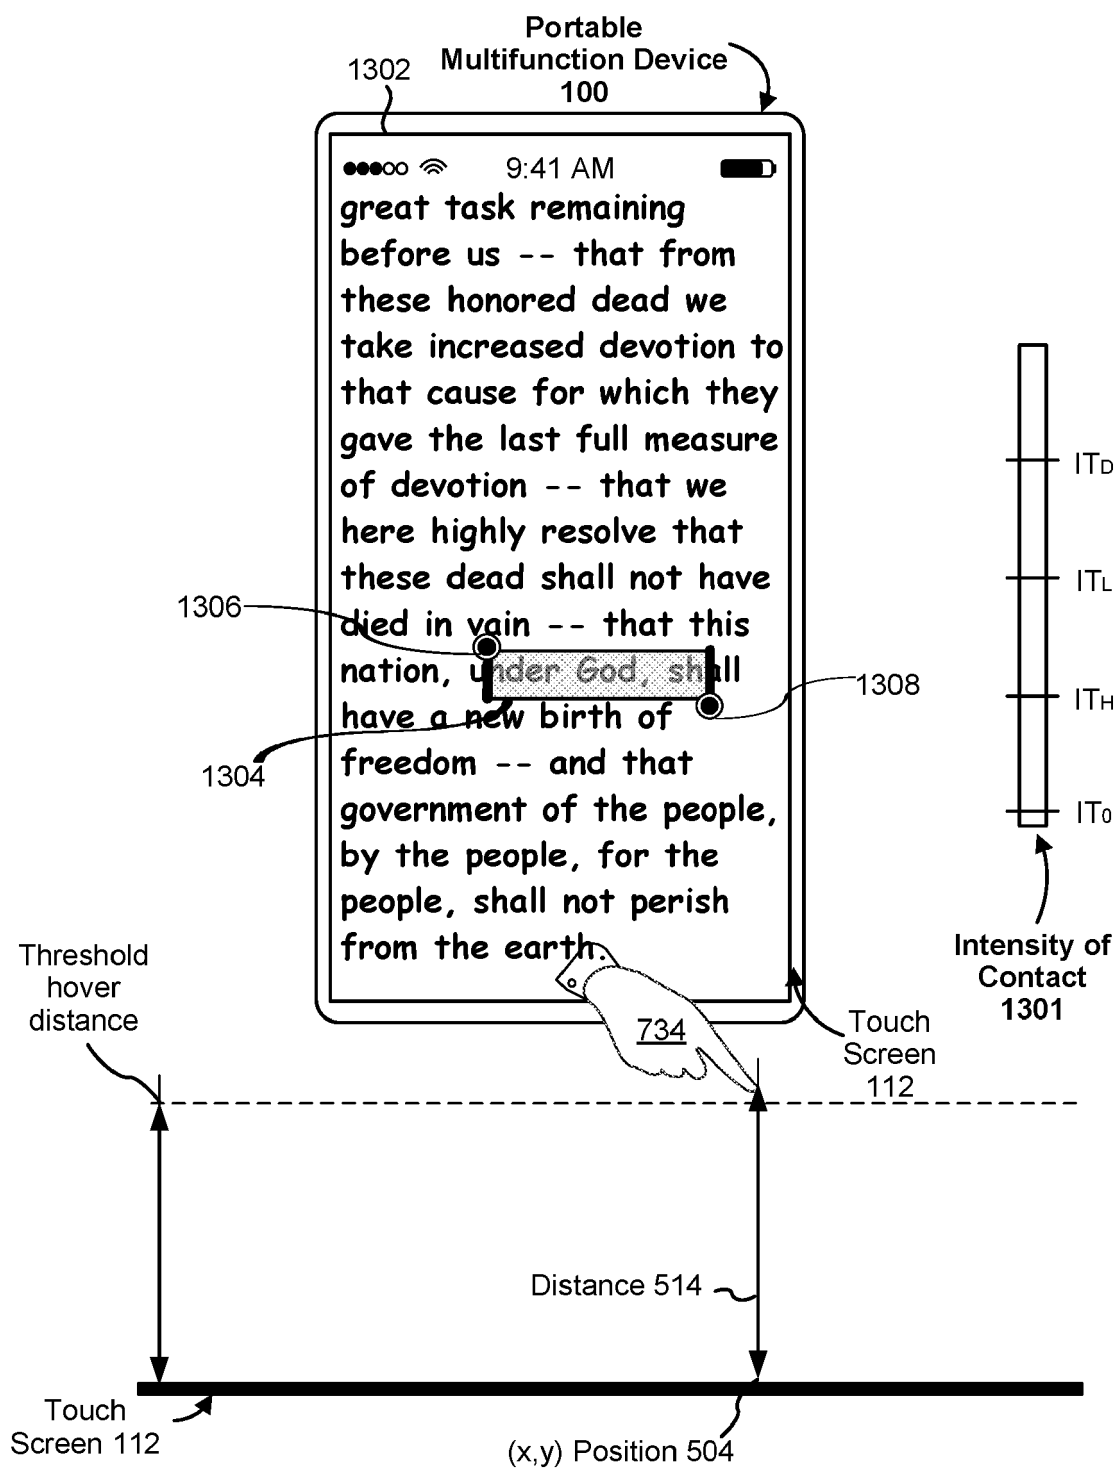 Portable
Multifunction Device
100
1302
9:41 AM
great task remaining
before us -- that from
these honored dead we
take increased devotion to
that cause for which they
gave the last full measure
of devotion -- that we
here highly resolve that
these dead shall not have
died in vain -- that this
nation, under God, shall
have a new birth of
freedom -- and that
government of the people,
by the people, for the
people, shall not perish
from the earth.
1306
1308
1304
ITD
ITL
ITH
IT0
Intensity of
Contact
1301
Threshold
hover
distance
734
Touch
Screen
112
Distance 514
Touch
Screen 112
(x,y) Position 504